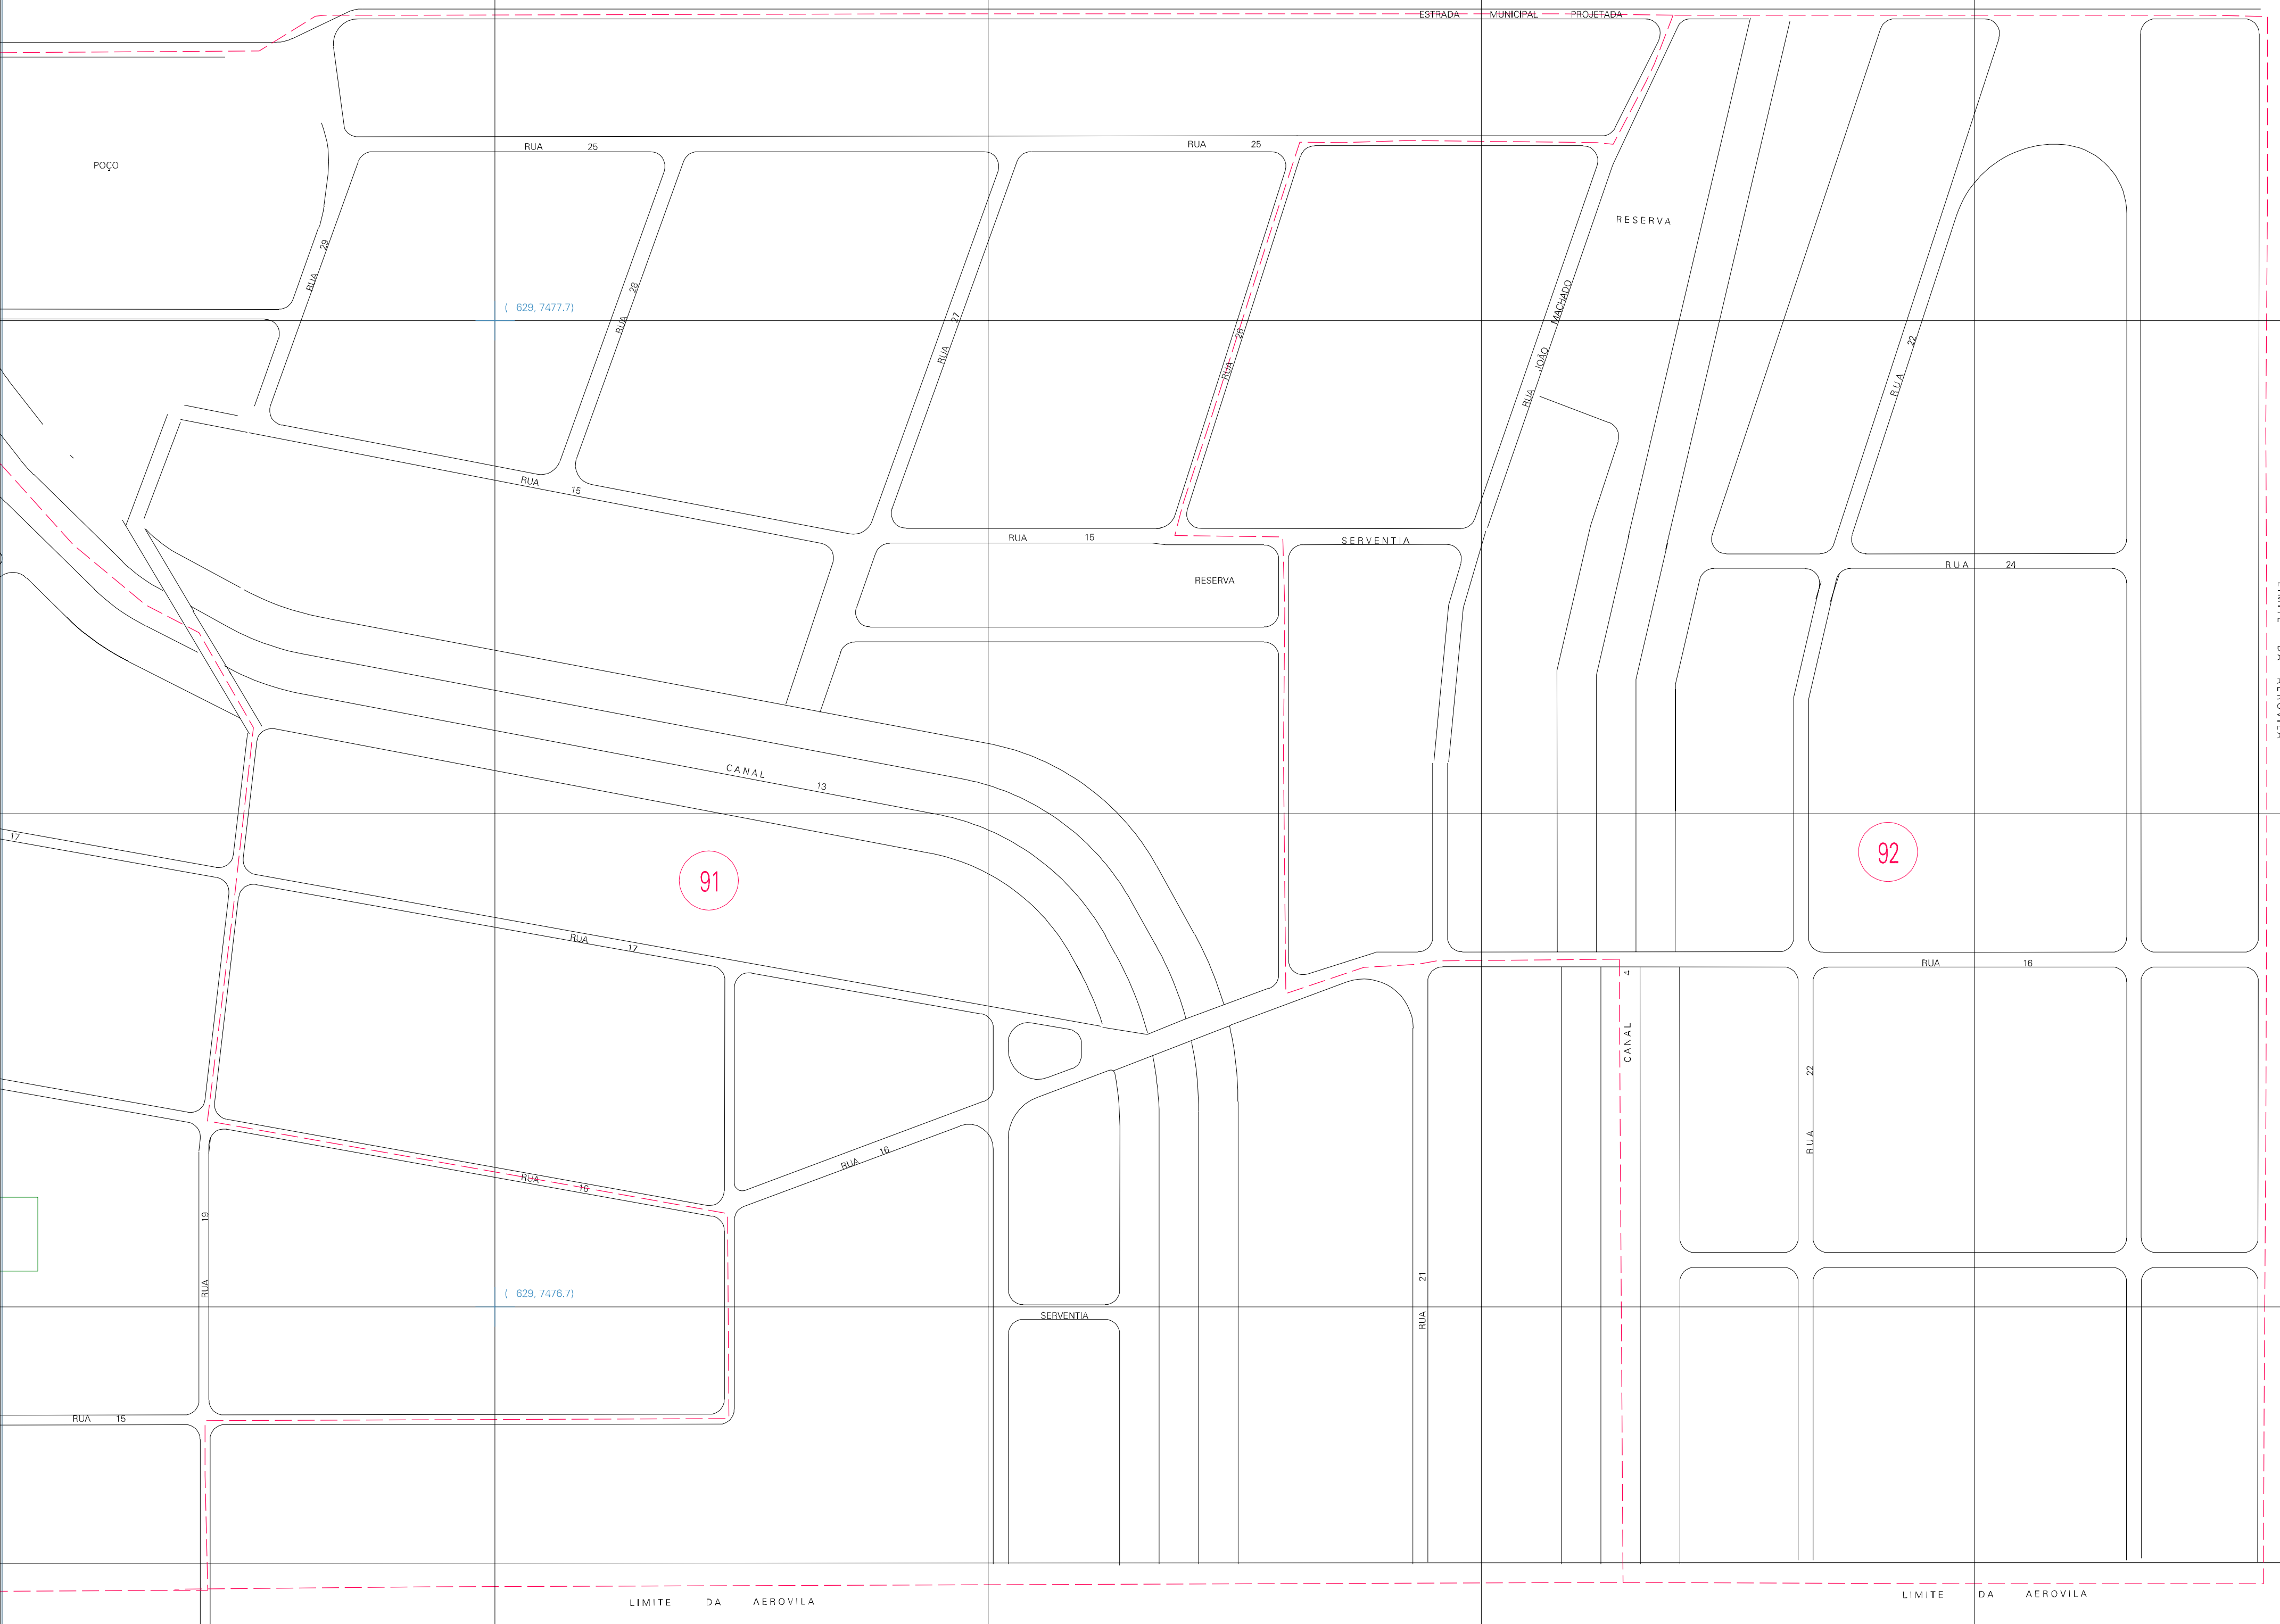 ESTRADA MUNICIPAL PROJETADA
RUA 25
RUA 25
POÇO
RESERVA
RUA 29
RUA 28
( 629, 7477,7)
RUA 27
RUA 28
RUA JOÃO MACHADO
RUA 22
RUA 15
RUA 15
SERVENTIA
RUA 24
RESERVA
CANAL 13
17
91
92
RUA 17
RUA 16
CANAL 4
RUA 22
RUA 16
RUA 16
RUA 19
RUA 21
( 629, 7476,7)
SERVENTIA
RUA 15
LIMITE DA AEROVILA
LIMITE DA AEROVILA